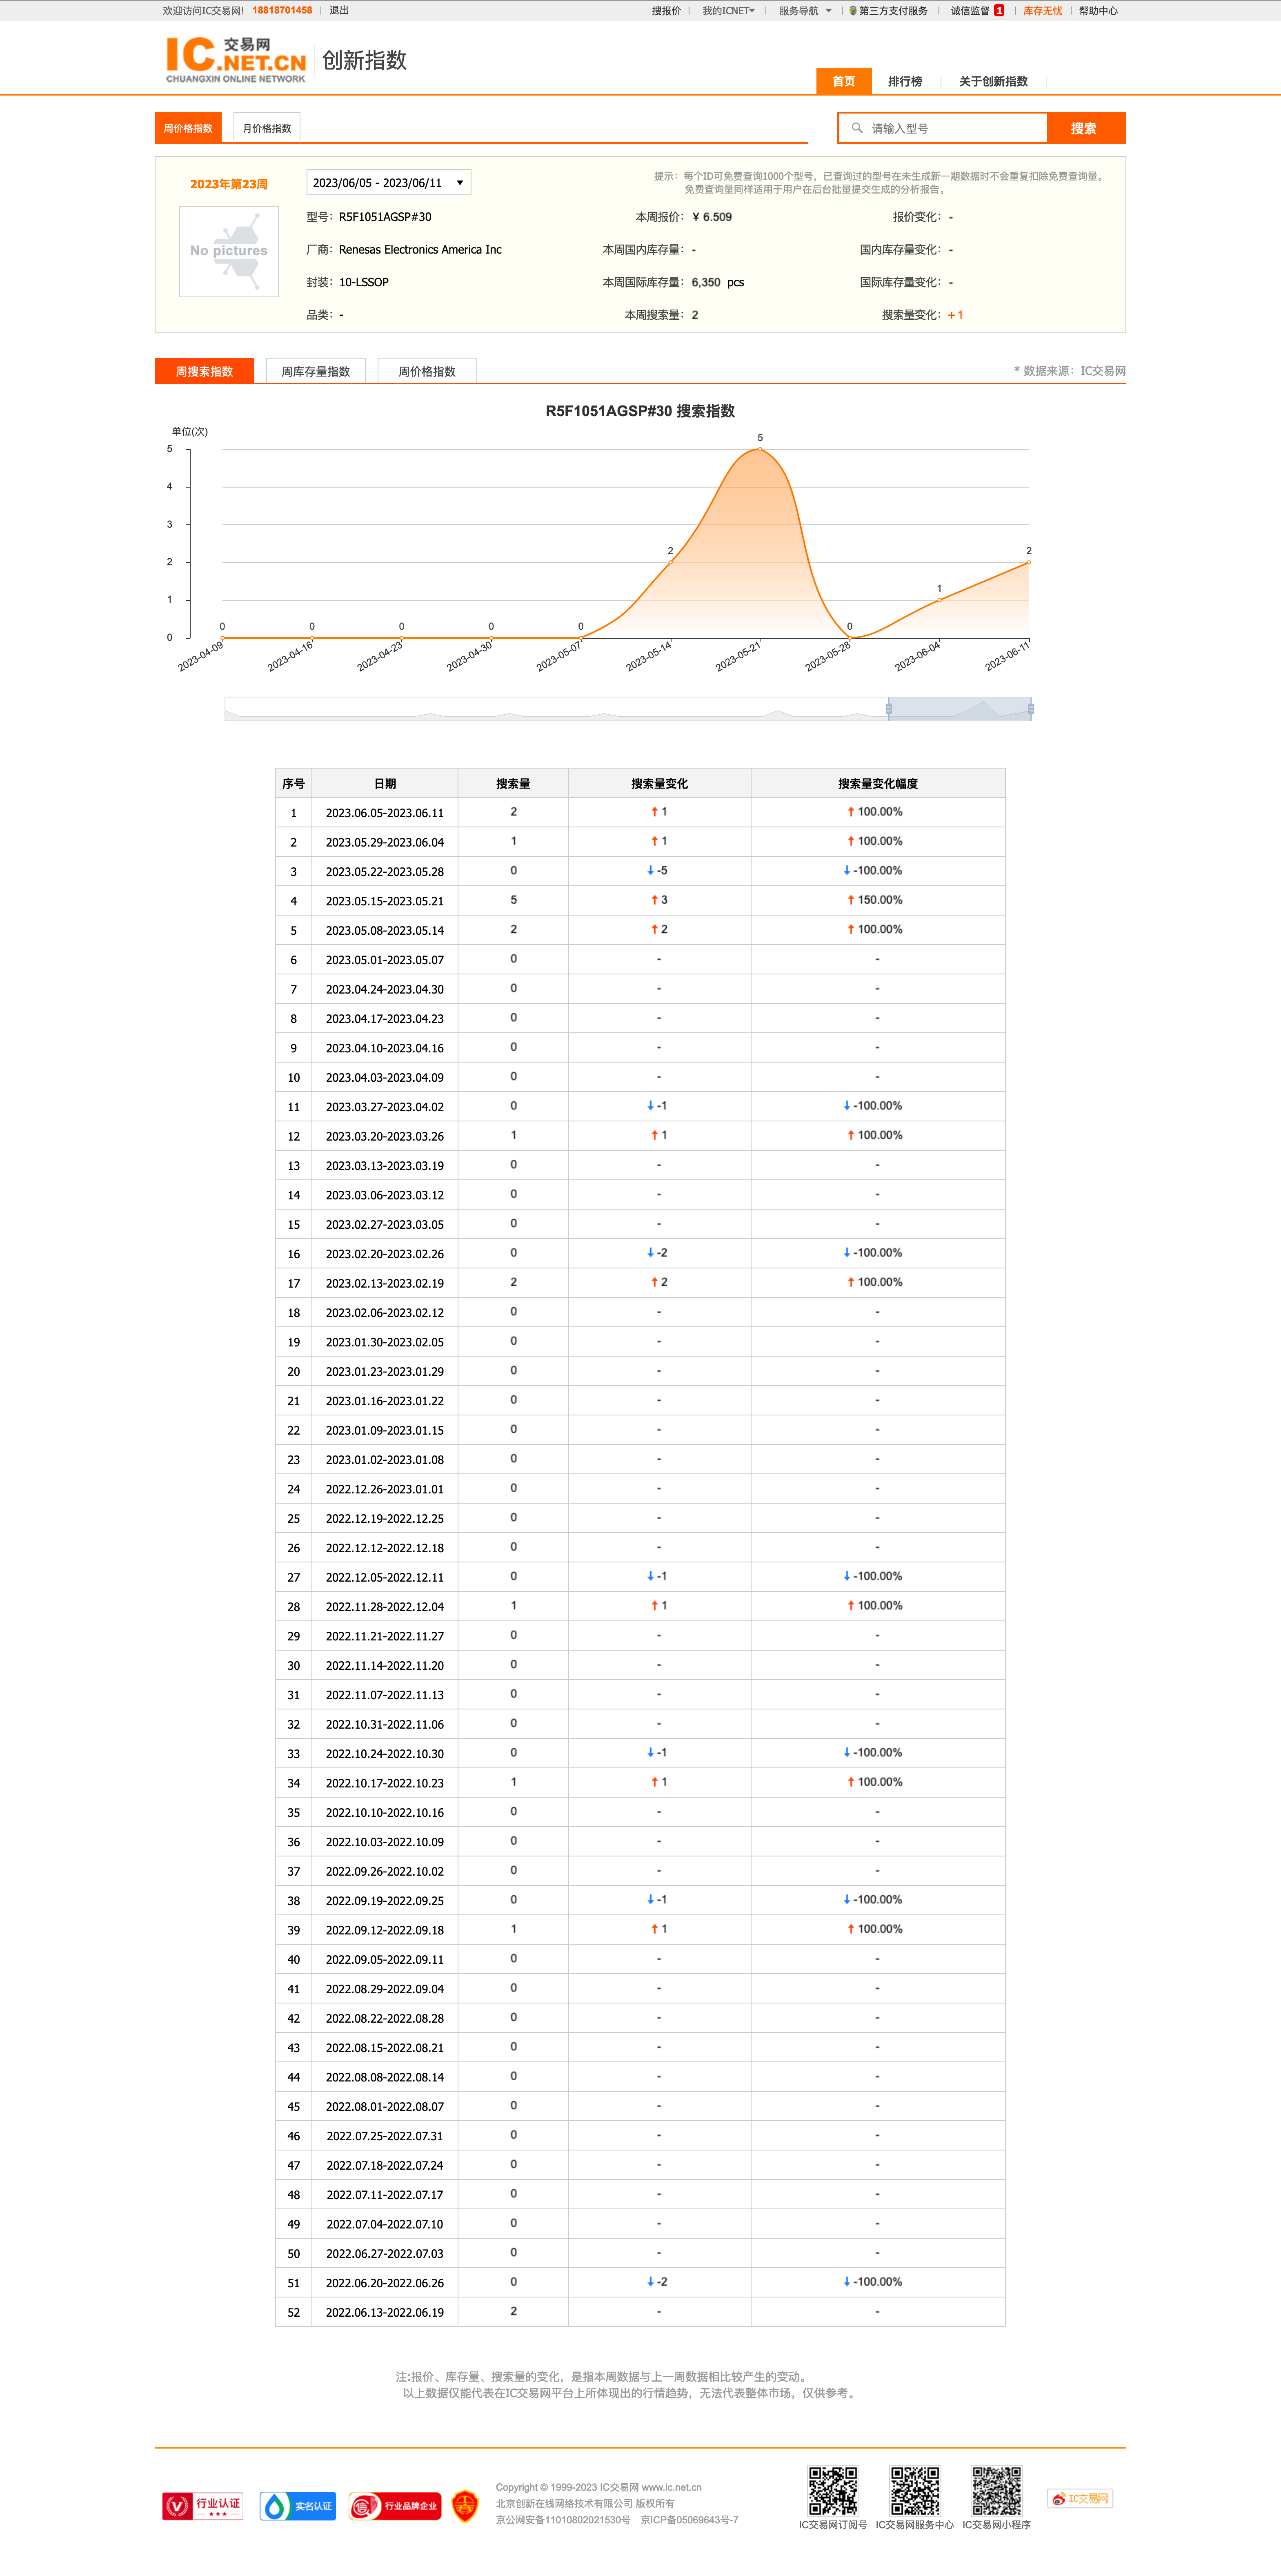 欢迎访问IC交易网! 18818701458 | 退出 搜报价 | 我的ICNET | 服务导航 | 第三方支付服务 | 诚信监督 1 | 库存无忧 | 帮助中心
IC 交易网
.NET.CN
CHUANGXIN ONLINE NETWORK
创新指数
首页 排行榜 关于创新指数
周价格指数 月价格指数 请输入型号 搜索
2023年第23周 2023/06/05 - 2023/06/11
提示：每个ID可免费查询1000个型号，已查询过的型号在未生成新一期数据时不会重复扣除免费查询量。
免费查询量同样适用于用户在后台批量提交生成的分析报告。
No pictures
型号：R5F1051AGSP#30 本周报价：¥ 6.509 报价变化：-
厂商：Renesas Electronics America Inc 本周国内库存量：- 国内库存量变化：-
封装：10-LSSOP 本周国际库存量：6,350 pcs 国际库存量变化：-
品类：- 本周搜索量：2 搜索量变化：+1
周搜索指数 周库存量指数 周价格指数 * 数据来源：IC交易网
R5F1051AGSP#30 搜索指数
单位(次)
5
4
3
2
1
0
0 0 0 0 0 2 5 0 1 2
2023-04-09 2023-04-16 2023-04-23 2023-04-30 2023-05-07 2023-05-14 2023-05-21 2023-05-28 2023-06-04 2023-06-11
序号 日期 搜索量 搜索量变化 搜索量变化幅度
1 2023.06.05-2023.06.11 2 ↑1 ↑100.00%
2 2023.05.29-2023.06.04 1 ↑1 ↑100.00%
3 2023.05.22-2023.05.28 0 ↓-5 ↓-100.00%
4 2023.05.15-2023.05.21 5 ↑3 ↑150.00%
5 2023.05.08-2023.05.14 2 ↑2 ↑100.00%
6 2023.05.01-2023.05.07 0 - -
7 2023.04.24-2023.04.30 0 - -
8 2023.04.17-2023.04.23 0 - -
9 2023.04.10-2023.04.16 0 - -
10 2023.04.03-2023.04.09 0 - -
11 2023.03.27-2023.04.02 0 ↓-1 ↓-100.00%
12 2023.03.20-2023.03.26 1 ↑1 ↑100.00%
13 2023.03.13-2023.03.19 0 - -
14 2023.03.06-2023.03.12 0 - -
15 2023.02.27-2023.03.05 0 - -
16 2023.02.20-2023.02.26 0 ↓-2 ↓-100.00%
17 2023.02.13-2023.02.19 2 ↑2 ↑100.00%
18 2023.02.06-2023.02.12 0 - -
19 2023.01.30-2023.02.05 0 - -
20 2023.01.23-2023.01.29 0 - -
21 2023.01.16-2023.01.22 0 - -
22 2023.01.09-2023.01.15 0 - -
23 2023.01.02-2023.01.08 0 - -
24 2022.12.26-2023.01.01 0 - -
25 2022.12.19-2022.12.25 0 - -
26 2022.12.12-2022.12.18 0 - -
27 2022.12.05-2022.12.11 0 ↓-1 ↓-100.00%
28 2022.11.28-2022.12.04 1 ↑1 ↑100.00%
29 2022.11.21-2022.11.27 0 - -
30 2022.11.14-2022.11.20 0 - -
31 2022.11.07-2022.11.13 0 - -
32 2022.10.31-2022.11.06 0 - -
33 2022.10.24-2022.10.30 0 ↓-1 ↓-100.00%
34 2022.10.17-2022.10.23 1 ↑1 ↑100.00%
35 2022.10.10-2022.10.16 0 - -
36 2022.10.03-2022.10.09 0 - -
37 2022.09.26-2022.10.02 0 - -
38 2022.09.19-2022.09.25 0 ↓-1 ↓-100.00%
39 2022.09.12-2022.09.18 1 ↑1 ↑100.00%
40 2022.09.05-2022.09.11 0 - -
41 2022.08.29-2022.09.04 0 - -
42 2022.08.22-2022.08.28 0 - -
43 2022.08.15-2022.08.21 0 - -
44 2022.08.08-2022.08.14 0 - -
45 2022.08.01-2022.08.07 0 - -
46 2022.07.25-2022.07.31 0 - -
47 2022.07.18-2022.07.24 0 - -
48 2022.07.11-2022.07.17 0 - -
49 2022.07.04-2022.07.10 0 - -
50 2022.06.27-2022.07.03 0 - -
51 2022.06.20-2022.06.26 0 ↓-2 ↓-100.00%
52 2022.06.13-2022.06.19 2 - -
注:报价、库存量、搜索量的变化，是指本周数据与上一周数据相比较产生的变动。
以上数据仅能代表在IC交易网平台上所体现出的行情趋势，无法代表整体市场，仅供参考。
行业认证 实名认证 信 行业品牌企业
Copyright © 1999-2023 IC交易网 www.ic.net.cn
北京创新在线网络技术有限公司 版权所有
京公网安备11010802021530号 京ICP备05069643号-7
IC交易网订阅号 IC交易网服务中心 IC交易网小程序
IC交易网